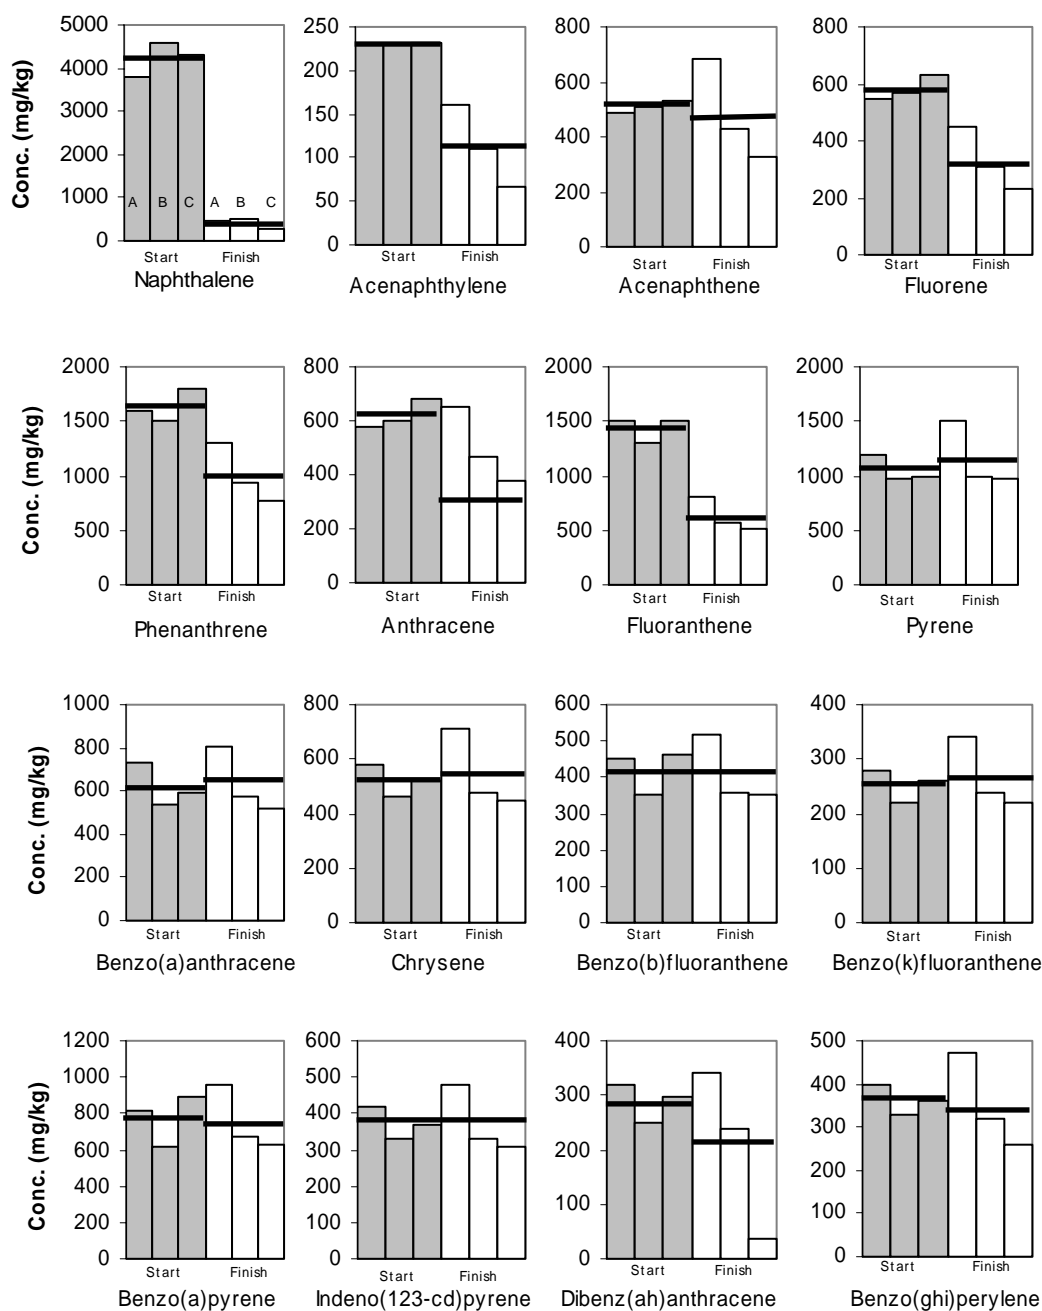 Conc. (mg/kg)
5000
4000
3000
2000
1000
0
A B C A B C
Start Finish
Naphthalene
250
200
150
100
50
0
Start Finish
Acenaphthylene
800
600
400
200
0
Start Finish
Acenaphthene
800
600
400
200
0
Start Finish
Fluorene
Conc. (mg/kg)
2000
1500
1000
500
0
Start Finish
Phenanthrene
800
600
400
200
0
Start Finish
Anthracene
2000
1500
1000
500
0
Start Finish
Fluoranthene
2000
1500
1000
500
0
Start Finish
Pyrene
Conc. (mg/kg)
1000
800
600
400
200
0
Start Finish
Benzo(a)anthracene
800
600
400
200
0
Start Finish
Chrysene
600
500
400
300
200
100
0
Start Finish
Benzo(b)fluoranthene
400
300
200
100
0
Start Finish
Benzo(k)fluoranthene
Conc. (mg/kg)
1200
1000
800
600
400
200
0
Start Finish
Benzo(a)pyrene
600
500
400
300
200
100
0
Start Finish
Indeno(123-cd)pyrene
400
300
200
100
0
Start Finish
Dibenz(ah)anthracene
500
400
300
200
100
0
Start Finish
Benzo(ghi)perylene